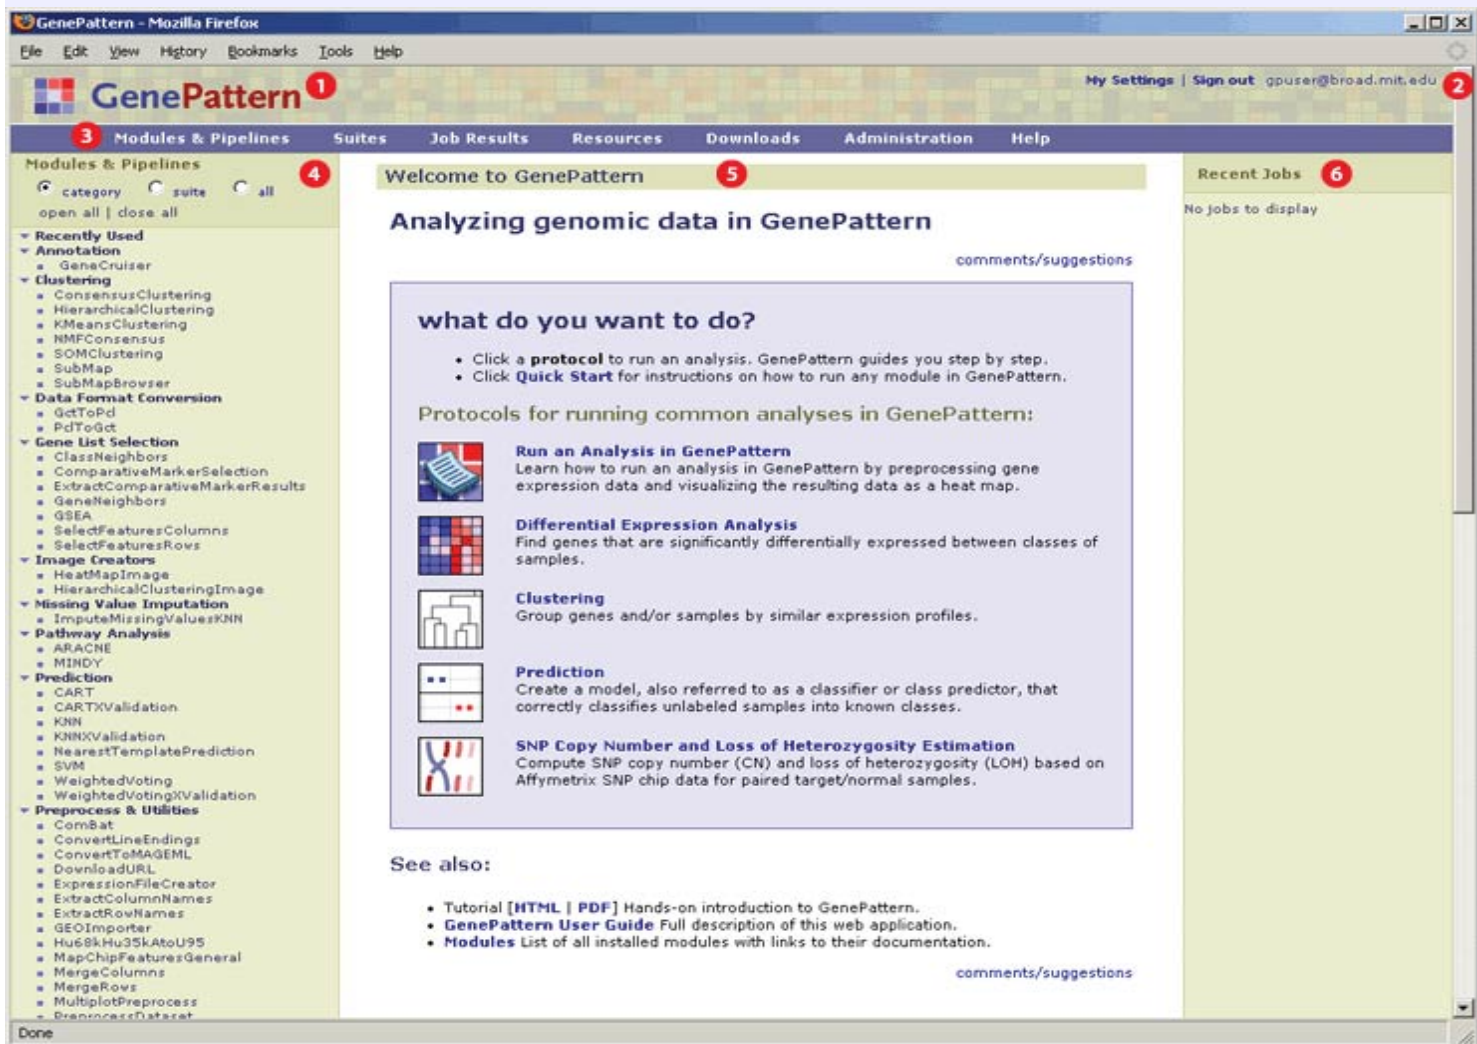 GenePattern - Mozilla Firefox
File Edit View History Bookmarks Tools Help
GenePattern 1
My Settings | Sign out gpuser@broad.mit.edu 2
3 Modules & Pipelines Suites Job Results Resources Downloads Administration Help
Modules & Pipelines 4
category suite all
open all | close all
Recently Used
Annotation
GeneCruiser
Clustering
ConsensusClustering
HierarchicalClustering
KMeansClustering
NMFConsensus
SOMClustering
SubMap
SubMapBrowser
Data Format Conversion
GctToPcl
PclToGct
Gene List Selection
ClassNeighbors
ComparativeMarkerSelection
ExtractComparativeMarkerResults
GeneNeighbors
GSEA
SelectFeaturesColumns
SelectFeaturesRows
Image Creators
HeatMapImage
HierarchicalClusteringImage
Missing Value Imputation
ImputeMissingValuesKNN
Pathway Analysis
ARACNE
MINDY
Prediction
CART
CARTXValidation
KNN
KNNXValidation
NearestTemplatePrediction
SVM
WeightedVoting
WeightedVotingXValidation
Preprocess & Utilities
ComBat
ConvertLineEndings
ConvertToMAGEML
DownloadURL
ExpressionFileCreator
ExtractColumnNames
ExtractRowNames
GEOImporter
Hu68kHu35kAtoU95
MapChipFeaturesGeneral
MergeColumns
MergeRows
MultiplotPreprocess
PreprocessDataset
Welcome to GenePattern 5
Analyzing genomic data in GenePattern
comments/suggestions
what do you want to do?
• Click a protocol to run an analysis. GenePattern guides you step by step.
• Click Quick Start for instructions on how to run any module in GenePattern.
Protocols for running common analyses in GenePattern:
Run an Analysis in GenePattern
Learn how to run an analysis in GenePattern by preprocessing gene
expression data and visualizing the resulting data as a heat map.
Differential Expression Analysis
Find genes that are significantly differentially expressed between classes of
samples.
Clustering
Group genes and/or samples by similar expression profiles.
Prediction
Create a model, also referred to as a classifier or class predictor, that
correctly classifies unlabeled samples into known classes.
SNP Copy Number and Loss of Heterozygosity Estimation
Compute SNP copy number (CN) and loss of heterozygosity (LOH) based on
Affymetrix SNP chip data for paired target/normal samples.
See also:
• Tutorial [HTML | PDF] Hands-on introduction to GenePattern.
• GenePattern User Guide Full description of this web application.
• Modules List of all installed modules with links to their documentation.
comments/suggestions
Recent Jobs 6
No jobs to display
Done